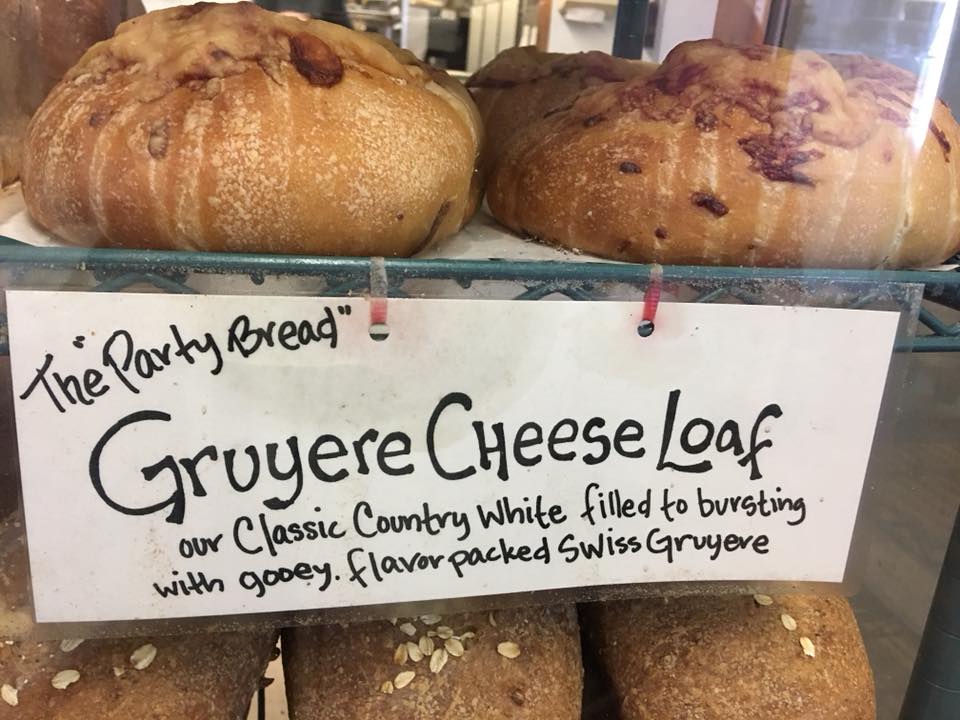 The "Party Bread"
Gruyere Cheese Loaf
our Classic Country White filled to bursting
with gooey. flavor packed Swiss Gruyere